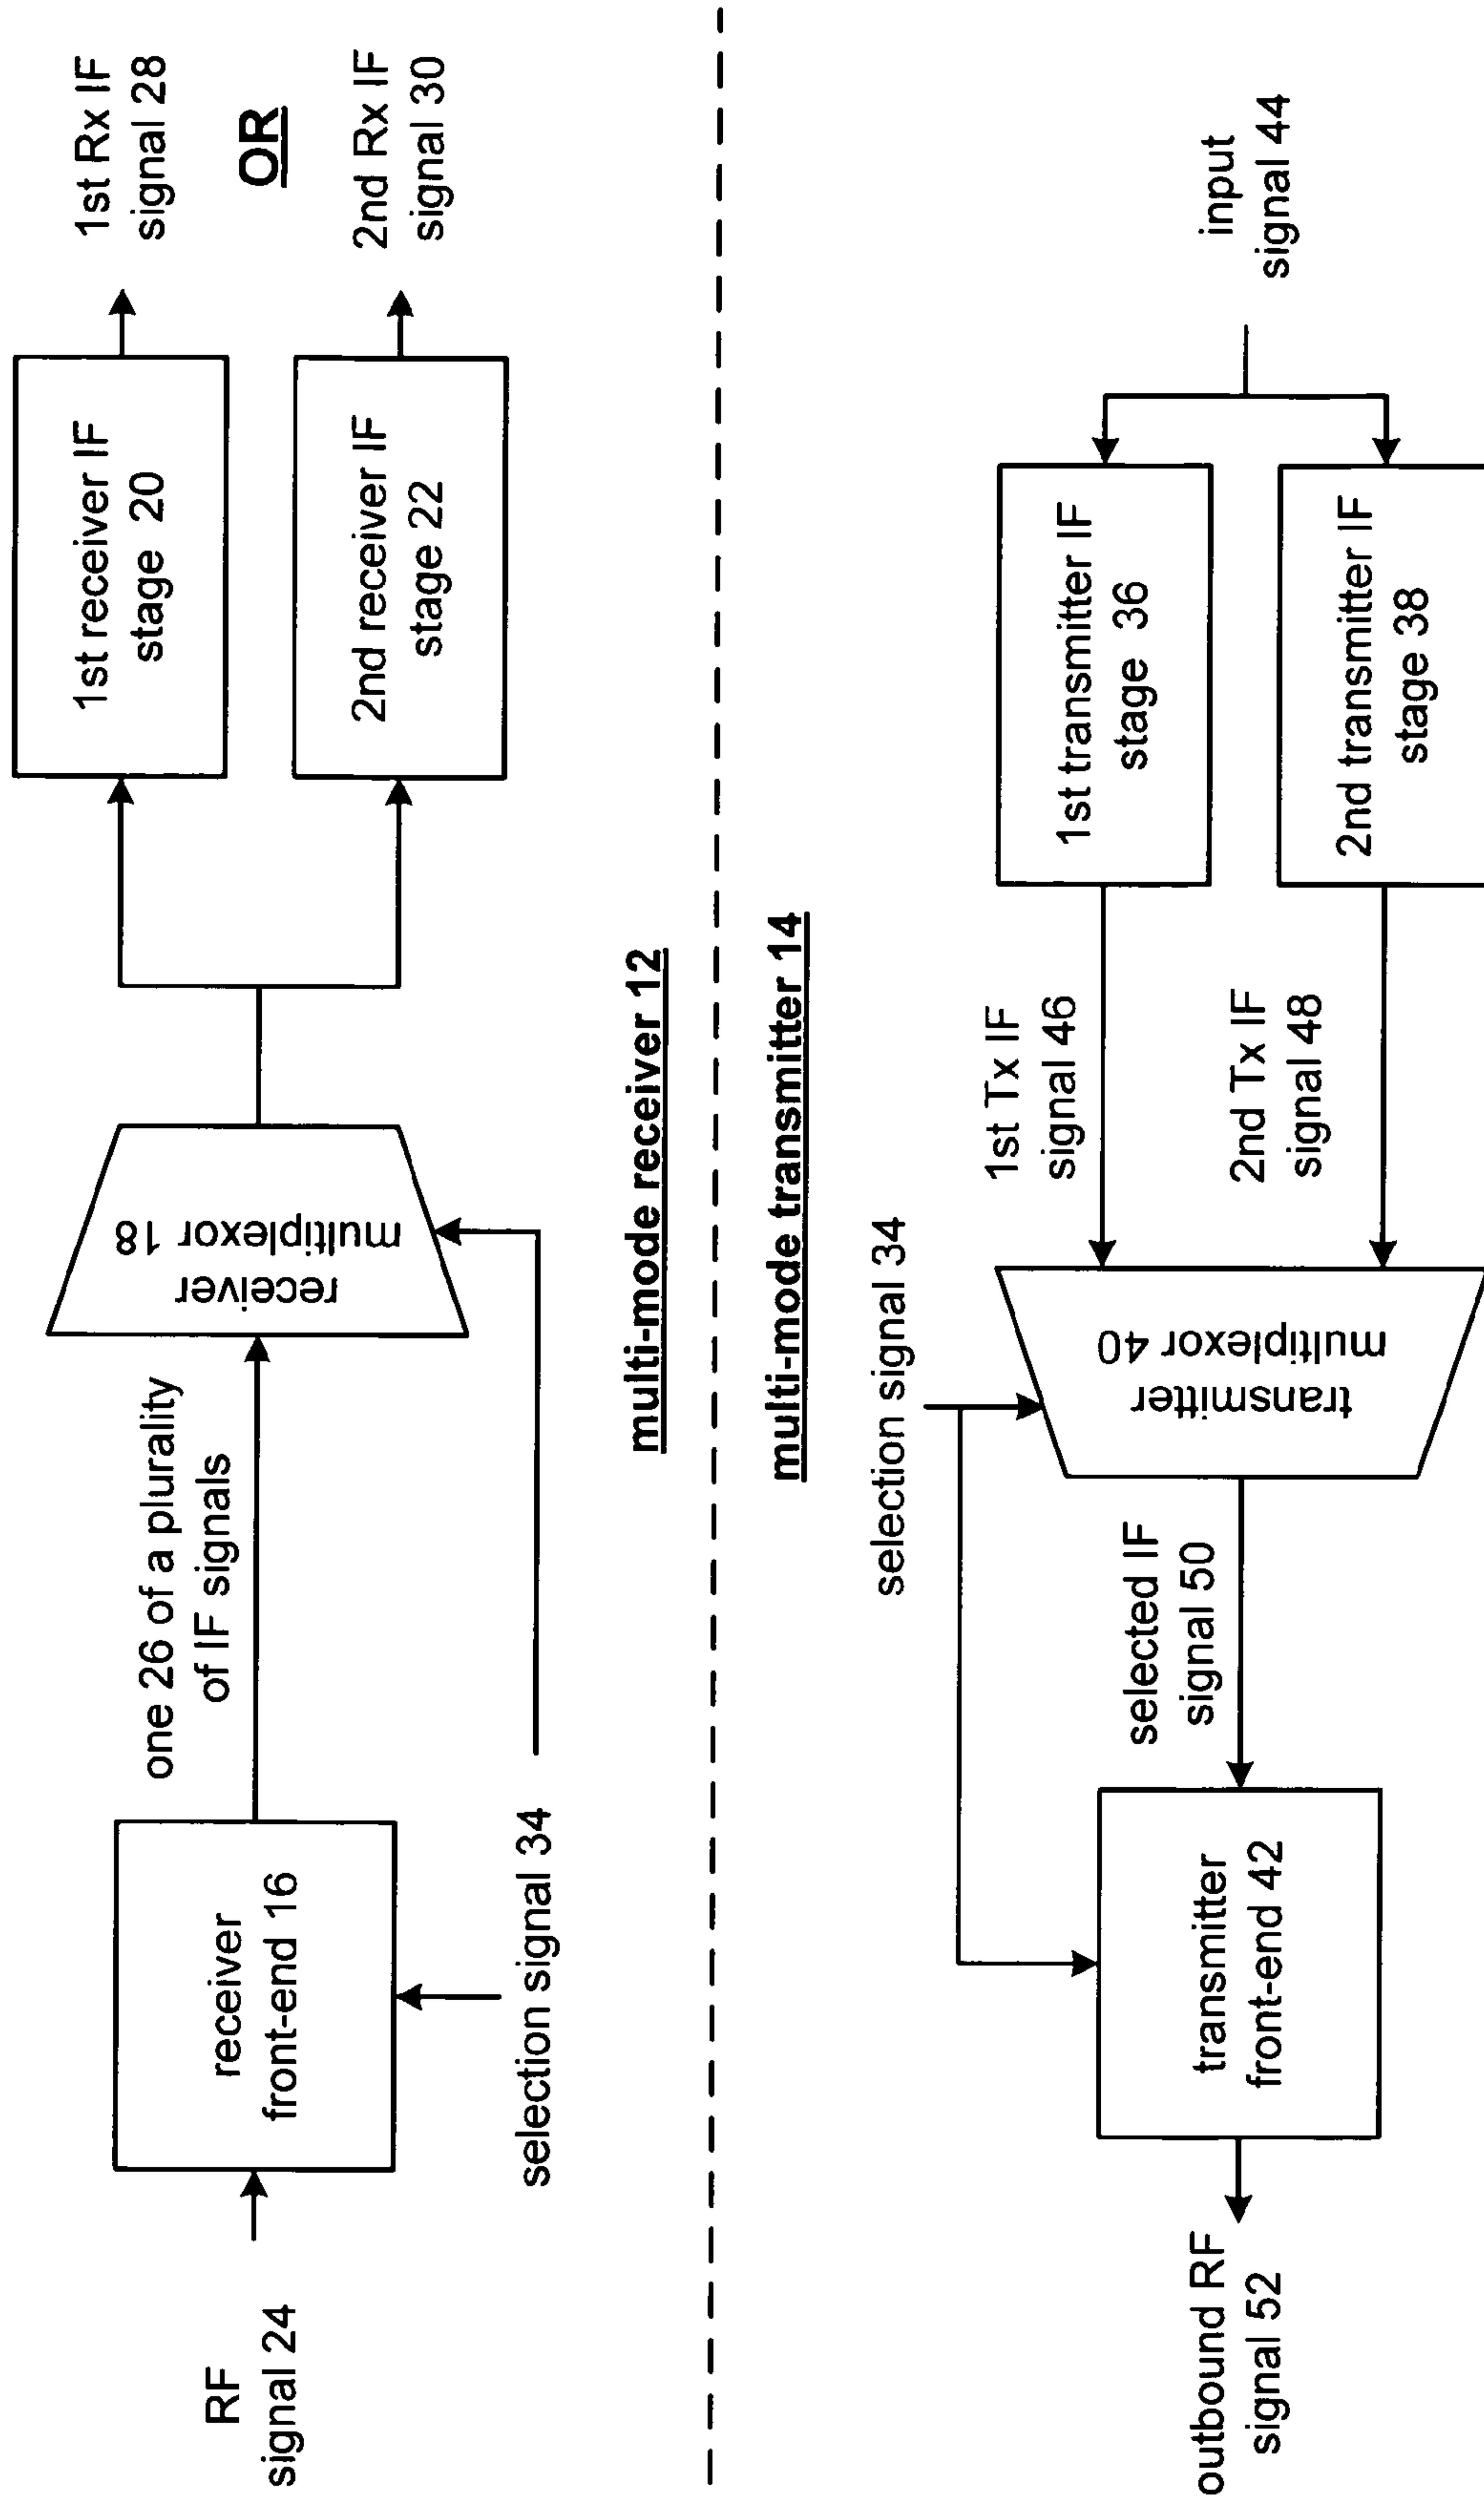 RF
signal 24
receiver
front-end 16
selection signal 34
one 26 of a plurality
of IF signals
receiver
multiplexor 18
1st receiver IF
stage 20
2nd receiver IF
stage 22
1st Rx IF
signal 28
OR
2nd Rx IF
signal 30
multi-mode receiver 12
multi-mode transmitter 14
outbound RF
signal 52
transmitter
front-end 42
selected IF
signal 50
selection signal 34
transmitter
multiplexor 40
1st Tx IF
signal 46
2nd Tx IF
signal 48
1st transmitter IF
stage 36
2nd transmitter IF
stage 38
input
signal 44